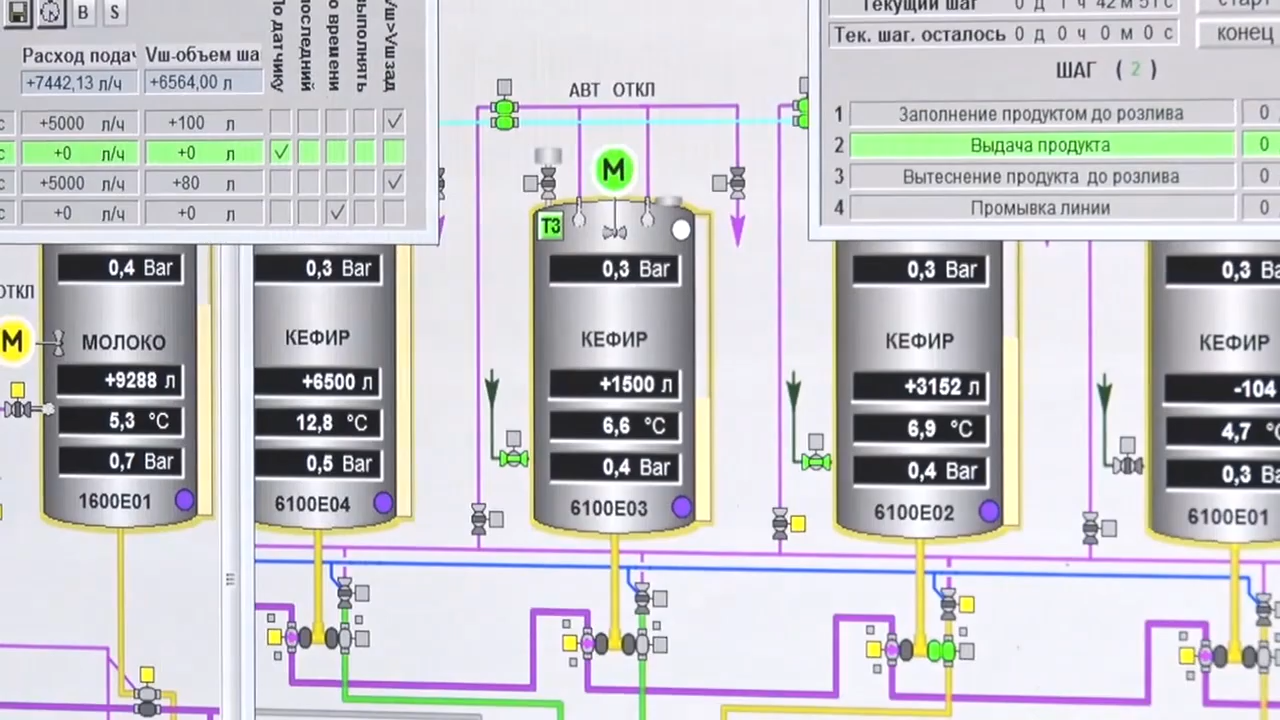 B S
По датчику
последний
По времени
выполнять
Vш>Vш зад
Расход подач Vш-объем ша
+7442,13 л/ч +6564,00 л
с +5000 л/ч +100 л
с +0 л/ч +0 л
с +5000 л/ч +80 л
с +0 л/ч +0 л
Текущий шаг 0 д 1 ч 42 м 51 с
Тек. шаг. осталось 0 д 0 ч 0 м 0 с
старт
конец
ШАГ ( 2 )
1 Заполнение продуктом до розлива 0
2 Выдача продукта 0
3 Вытеснение продукта до розлива 0
4 Промывка линии 0
АВТ ОТКЛ
М
Т3
ОТКЛ
М
0,4 Bar
МОЛОКО
+9288 л
5,3 °C
0,7 Bar
1600E01
0,3 Bar
КЕФИР
+6500 л
12,8 °C
0,5 Bar
6100E04
0,3 Bar
КЕФИР
+1500 л
6,6 °C
0,4 Bar
6100E03
0,3 Bar
КЕФИР
+3152 л
6,9 °C
0,4 Bar
6100E02
0,3 Ba
КЕФИР
-104
4,7 °C
0,3 Ba
6100E01